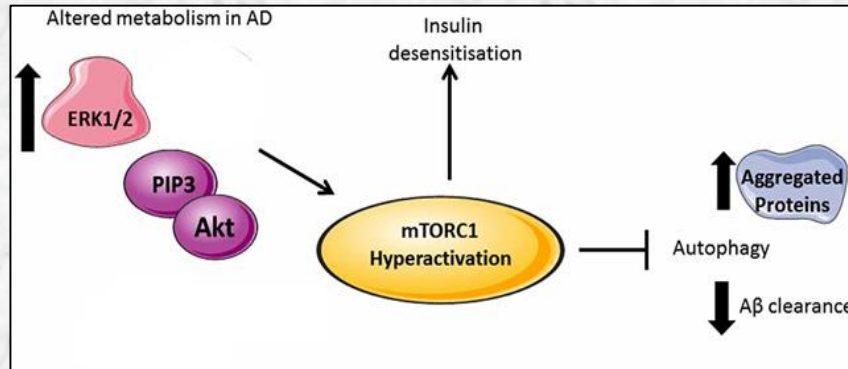 Altered metabolism in AD
ERK1/2
PIP3
Akt
Insulin
desensitisation
mTORC1
Hyperactivation
Aggregated
Proteins
Autophagy
Aβ clearance